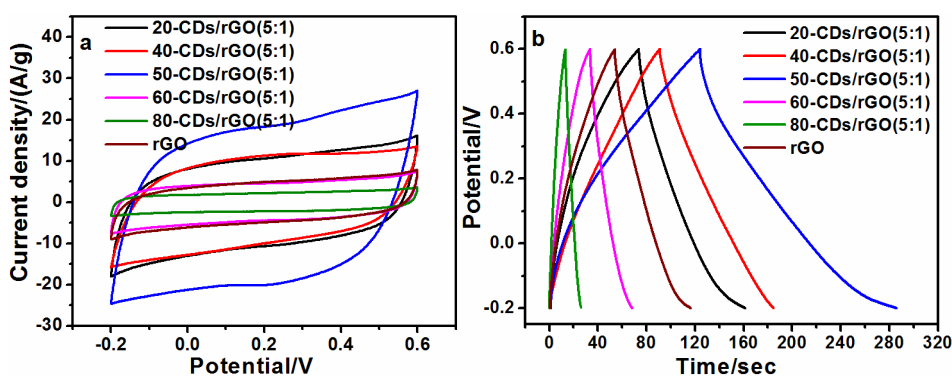 a
20-CDs/rGO(5:1)
40-CDs/rGO(5:1)
50-CDs/rGO(5:1)
60-CDs/rGO(5:1)
80-CDs/rGO(5:1)
rGO
Current density/(A/g)
40
30
20
10
0
-10
-20
-30
-0.2 0.0 0.2 0.4 0.6
Potential/V
b
20-CDs/rGO(5:1)
40-CDs/rGO(5:1)
50-CDs/rGO(5:1)
60-CDs/rGO(5:1)
80-CDs/rGO(5:1)
rGO
Potential/V
0.6
0.4
0.2
0.0
-0.2
0 40 80 120 160 200 240 280 320
Time/sec